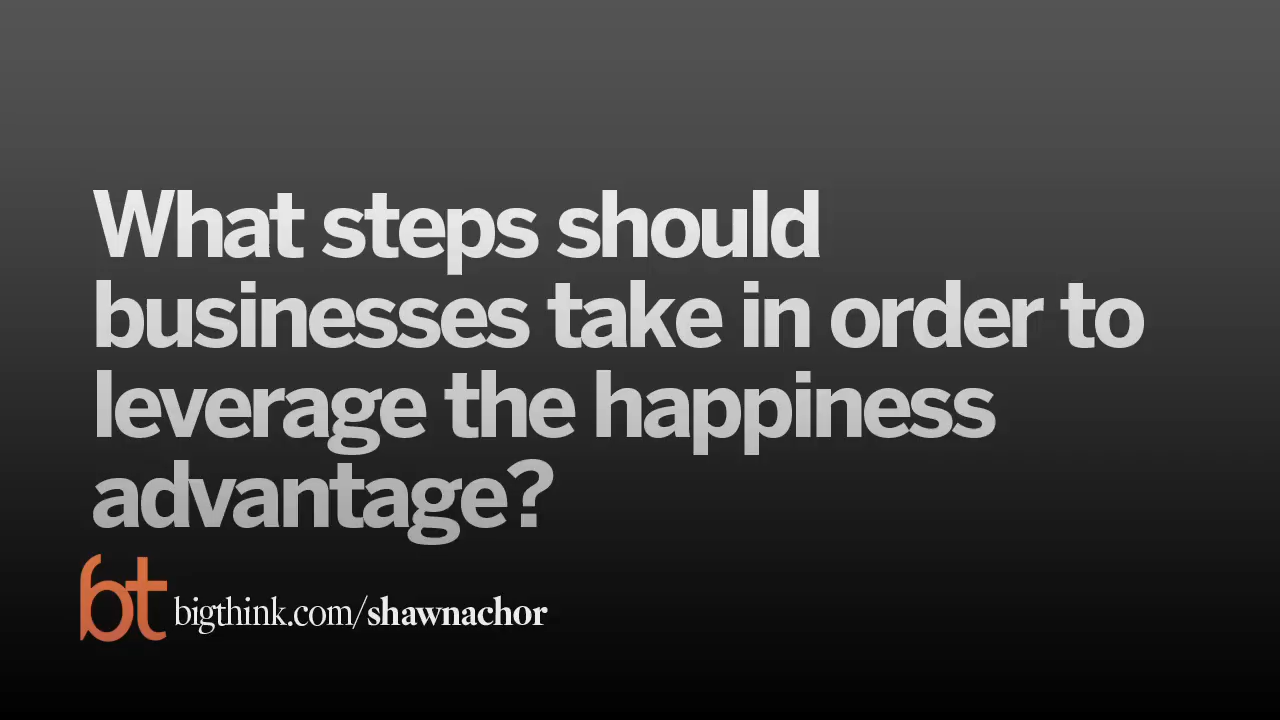 What steps should
businesses take in order to
leverage the happiness
advantage?
bt bigthink.com/shawnachor